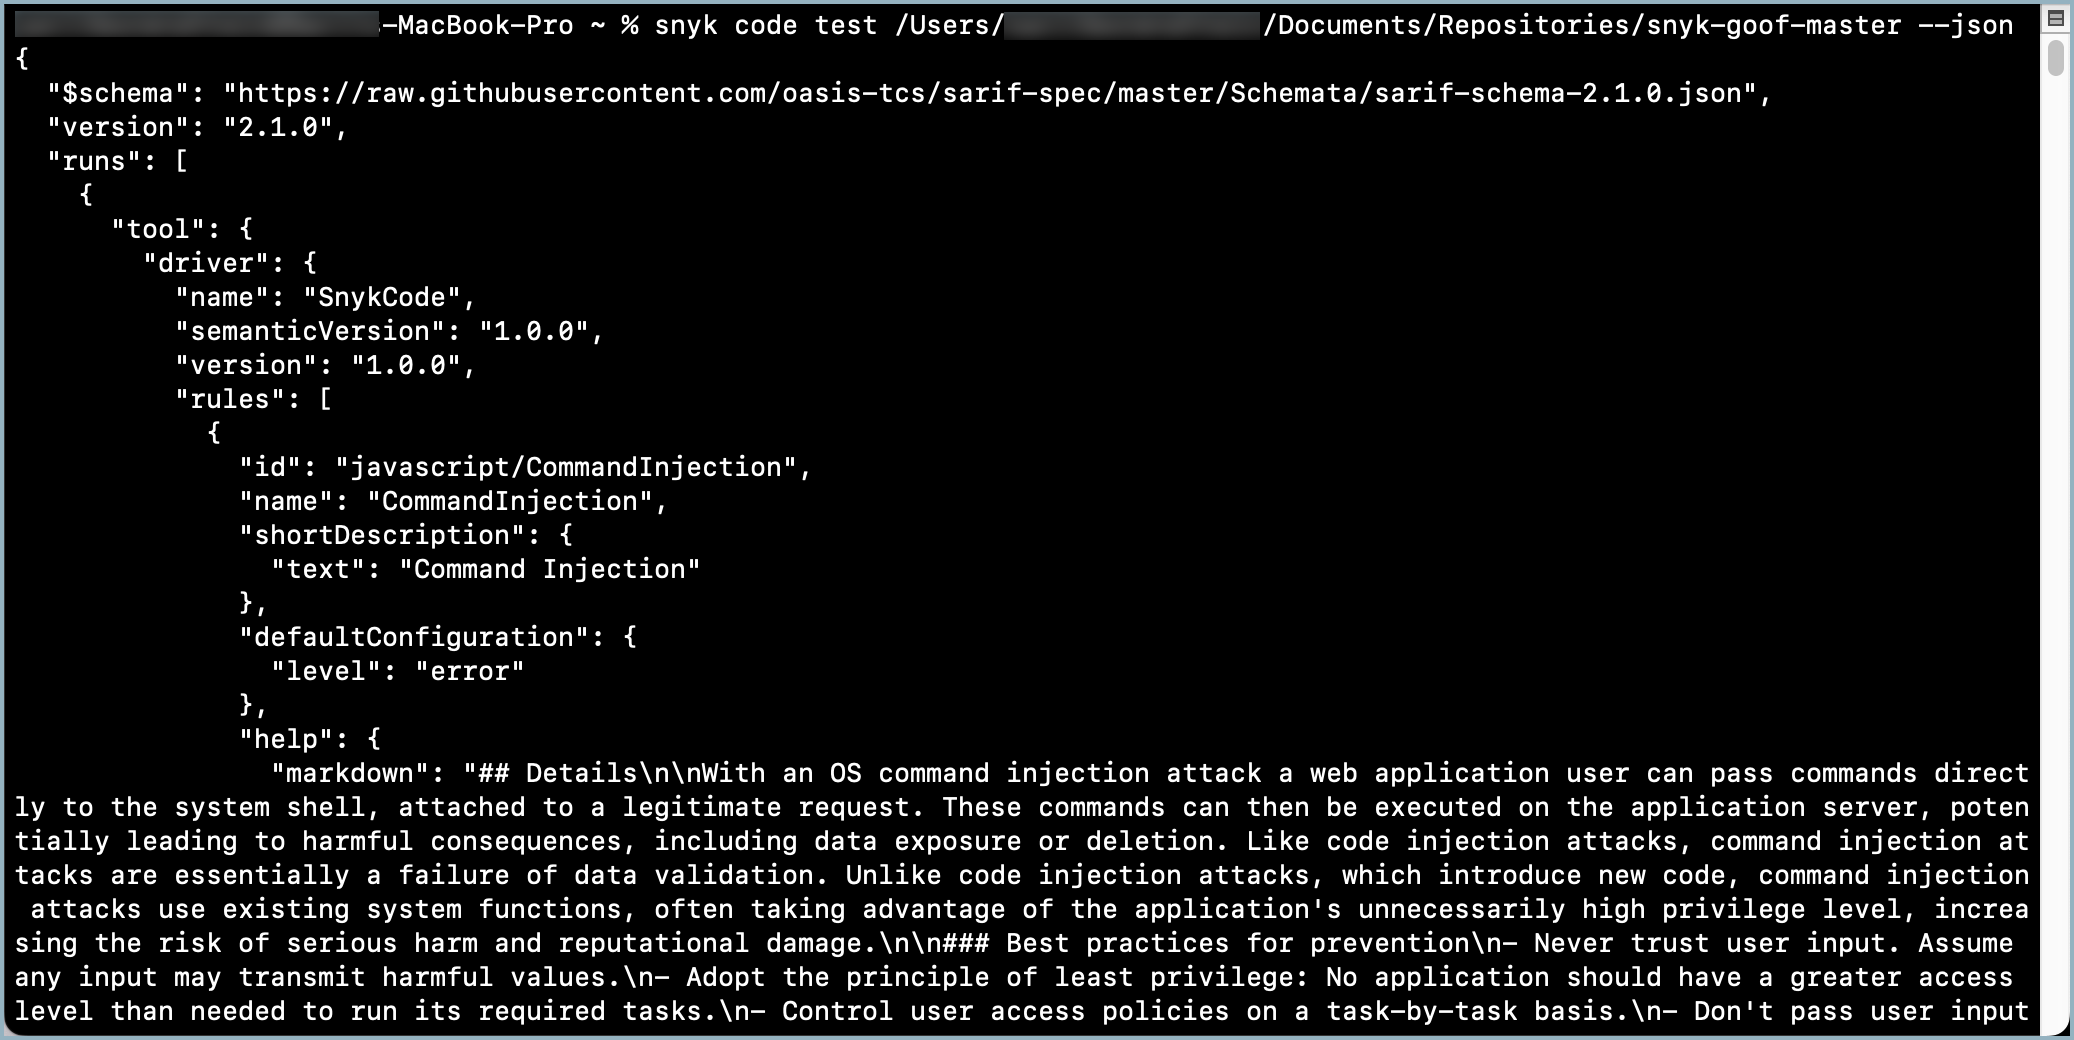 -MacBook-Pro ~ % snyk code test /Users/ /Documents/Repositories/snyk-goof-master --json
{
  "$schema": "https://raw.githubusercontent.com/oasis-tcs/sarif-spec/master/Schemata/sarif-schema-2.1.0.json",
  "version": "2.1.0",
  "runs": [
    {
      "tool": {
        "driver": {
          "name": "SnykCode",
          "semanticVersion": "1.0.0",
          "version": "1.0.0",
          "rules": [
            {
              "id": "javascript/CommandInjection",
              "name": "CommandInjection",
              "shortDescription": {
                "text": "Command Injection"
              },
              "defaultConfiguration": {
                "level": "error"
              },
              "help": {
                "markdown": "## Details\n\nWith an OS command injection attack a web application user can pass commands direct
ly to the system shell, attached to a legitimate request. These commands can then be executed on the application server, poten
tially leading to harmful consequences, including data exposure or deletion. Like code injection attacks, command injection at
tacks are essentially a failure of data validation. Unlike code injection attacks, which introduce new code, command injection
 attacks use existing system functions, often taking advantage of the application's unnecessarily high privilege level, increa
sing the risk of serious harm and reputational damage.\n\n### Best practices for prevention\n- Never trust user input. Assume
any input may transmit harmful values.\n- Adopt the principle of least privilege: No application should have a greater access
level than needed to run its required tasks.\n- Control user access policies on a task-by-task basis.\n- Don't pass user input